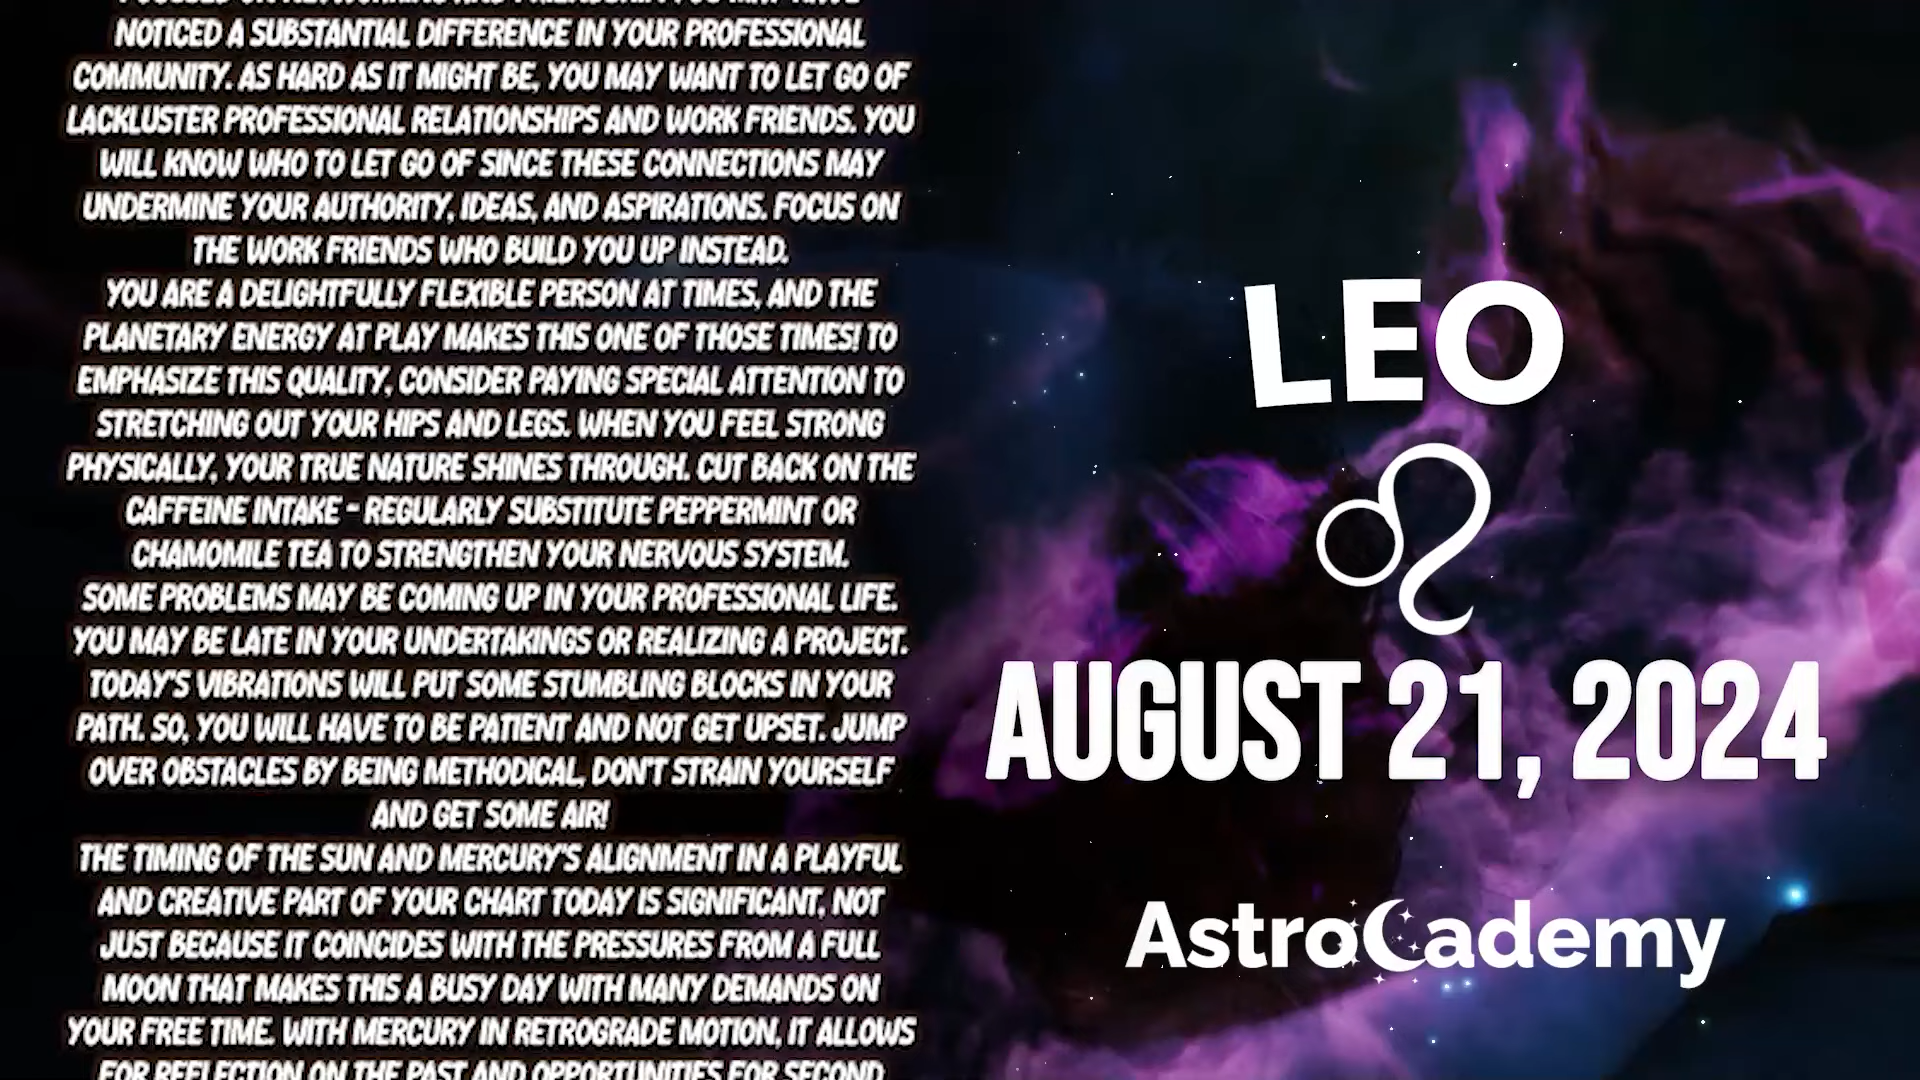 NOTICED A SUBSTANTIAL DIFFERENCE IN YOUR PROFESSIONAL
COMMUNITY. AS HARD AS IT MIGHT BE, YOU MAY WANT TO LET GO OF
LACKLUSTER PROFESSIONAL RELATIONSHIPS AND WORK FRIENDS. YOU
WILL KNOW WHO TO LET GO OF SINCE THESE CONNECTIONS MAY
UNDERMINE YOUR AUTHORITY, IDEAS, AND ASPIRATIONS. FOCUS ON
THE WORK FRIENDS WHO BUILD YOU UP INSTEAD.
YOU ARE A DELIGHTFULLY FLEXIBLE PERSON AT TIMES, AND THE
PLANETARY ENERGY AT PLAY MAKES THIS ONE OF THOSE TIMES! TO
EMPHASIZE THIS QUALITY, CONSIDER PAYING SPECIAL ATTENTION TO
STRETCHING OUT YOUR HIPS AND LEGS. WHEN YOU FEEL STRONG
PHYSICALLY, YOUR TRUE NATURE SHINES THROUGH. CUT BACK ON THE
CAFFEINE INTAKE - REGULARLY SUBSTITUTE PEPPERMINT OR
CHAMOMILE TEA TO STRENGTHEN YOUR NERVOUS SYSTEM.
SOME PROBLEMS MAY BE COMING UP IN YOUR PROFESSIONAL LIFE.
YOU MAY BE LATE IN YOUR UNDERTAKINGS OR REALIZING A PROJECT.
TODAY'S VIBRATIONS WILL PUT SOME STUMBLING BLOCKS IN YOUR
PATH. SO, YOU WILL HAVE TO BE PATIENT AND NOT GET UPSET. JUMP
OVER OBSTACLES BY BEING METHODICAL, DON'T STRAIN YOURSELF
AND GET SOME AIR!
THE TIMING OF THE SUN AND MERCURY'S ALIGNMENT IN A PLAYFUL
AND CREATIVE PART OF YOUR CHART TODAY IS SIGNIFICANT, NOT
JUST BECAUSE IT COINCIDES WITH THE PRESSURES FROM A FULL
MOON THAT MAKES THIS A BUSY DAY WITH MANY DEMANDS ON
YOUR FREE TIME. WITH MERCURY IN RETROGRADE MOTION, IT ALLOWS
FOR REFLECTION ON THE PAST AND OPPORTUNITIES FOR SECOND
LEO
AUGUST 21, 2024
AstroCademy